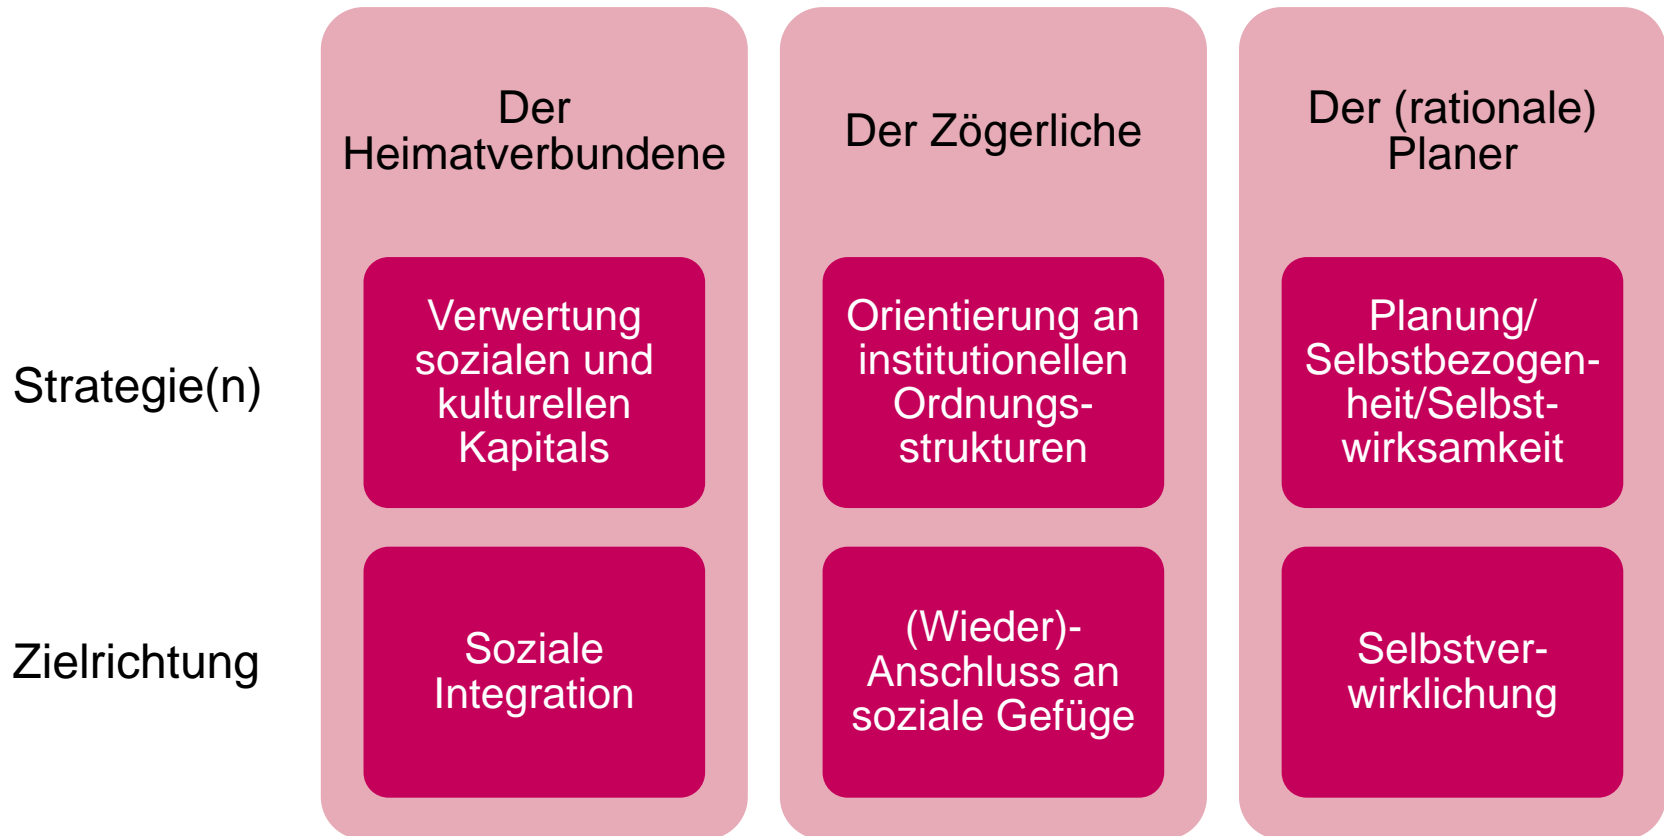 Der
Heimatverbundene
Der Zögerliche
Der (rationale)
Planer
Strategie(n)
Verwertung
sozialen und
kulturellen
Kapitals
Orientierung an
institutionellen
Ordnungs-
strukturen
Planung/
Selbstbezogen-
heit/Selbst-
wirksamkeit
Zielrichtung
Soziale
Integration
(Wieder)-
Anschluss an
soziale Gefüge
Selbstver-
wirklichung